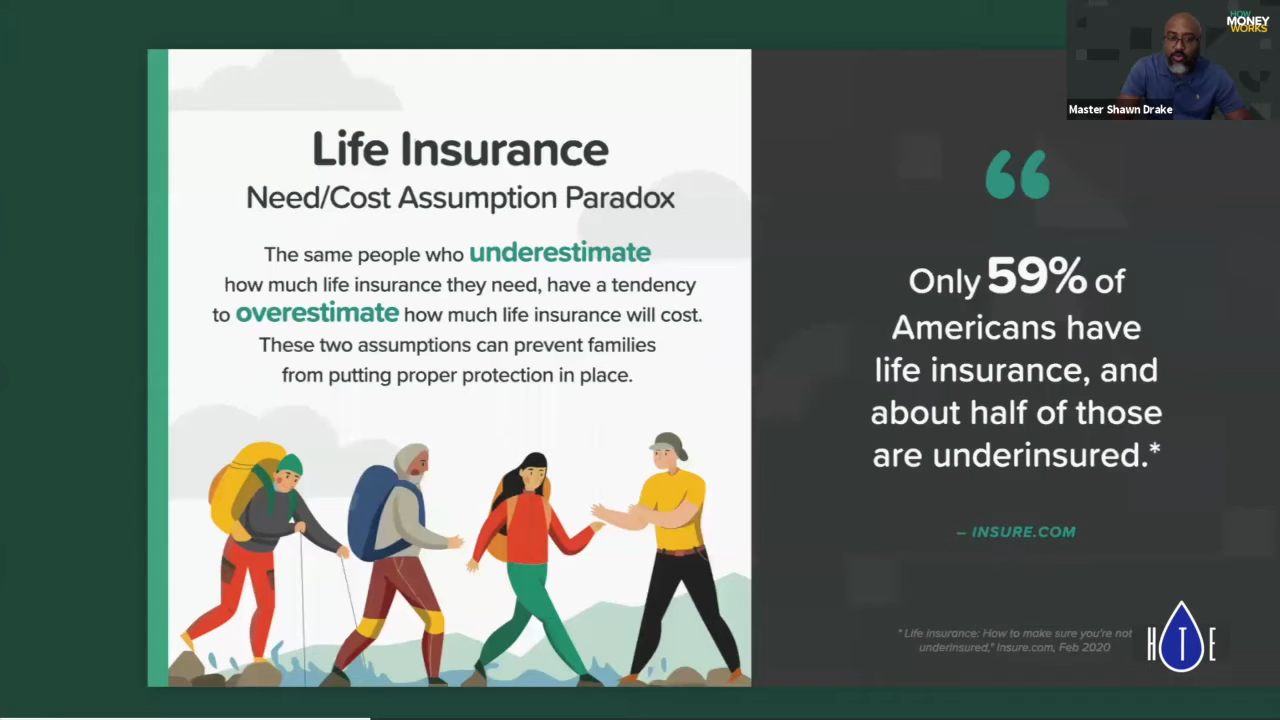 Life Insurance
Need/Cost Assumption Paradox
The same people who underestimate
how much life insurance they need, have a tendency
to overestimate how much life insurance will cost.
These two assumptions can prevent families
from putting proper protection in place.
HOW
MONEY
WORKS
Master Shawn Drake
“
Only 59% of
Americans have
life insurance, and
about half of those
are underinsured.*
– INSURE.COM
* Life Insurance: How to make sure you're not
underinsured," Insure.com, Feb 2020
H T E